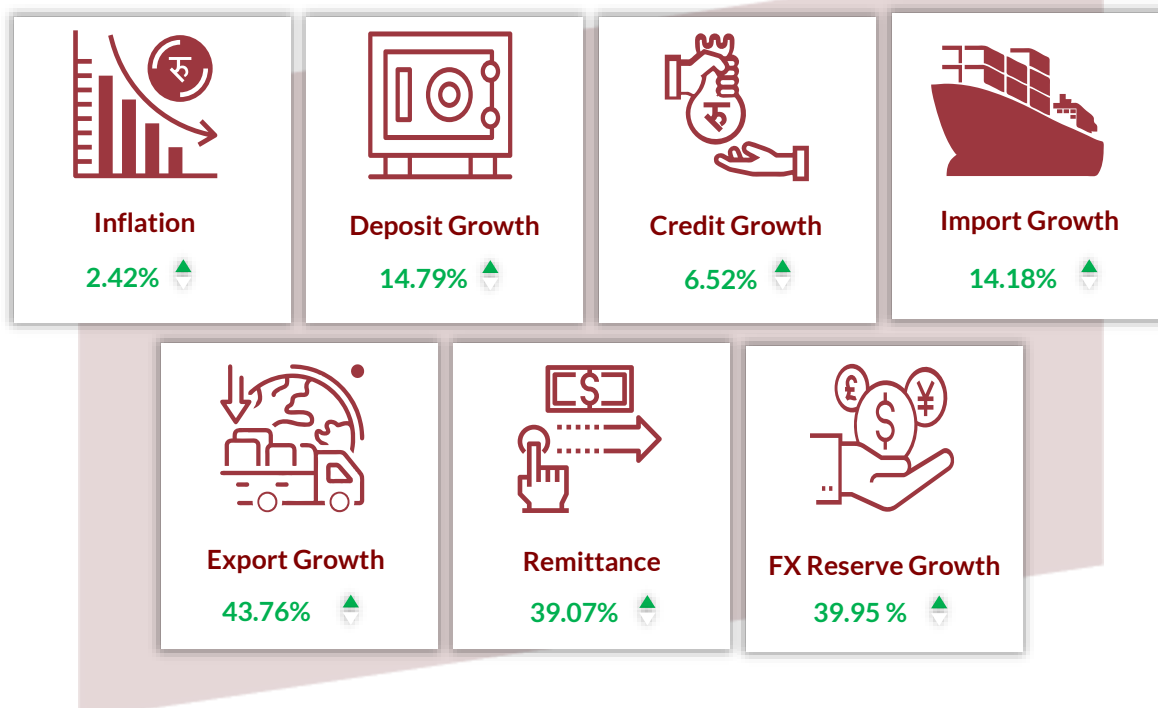 Inflation
2.42%
Deposit Growth
14.79%
Credit Growth
6.52%
Import Growth
14.18%
Export Growth
43.76%
Remittance
39.07%
FX Reserve Growth
39.95 %